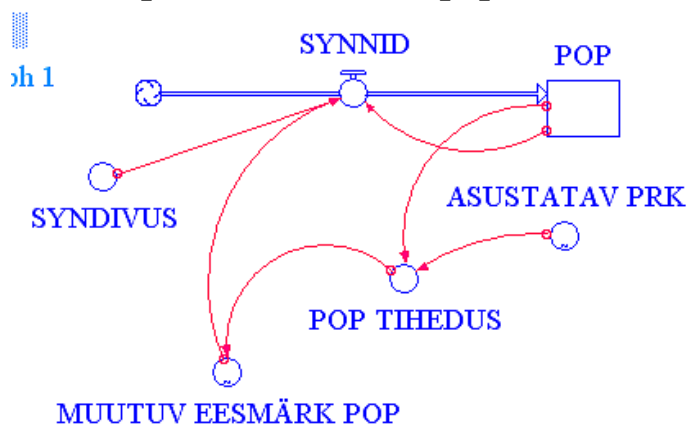 SYNNID
POP
ph 1
SYNDIVUS
ASUSTATAV PRK
POP TIHEDUS
MUUTUV EESMÄRK POP